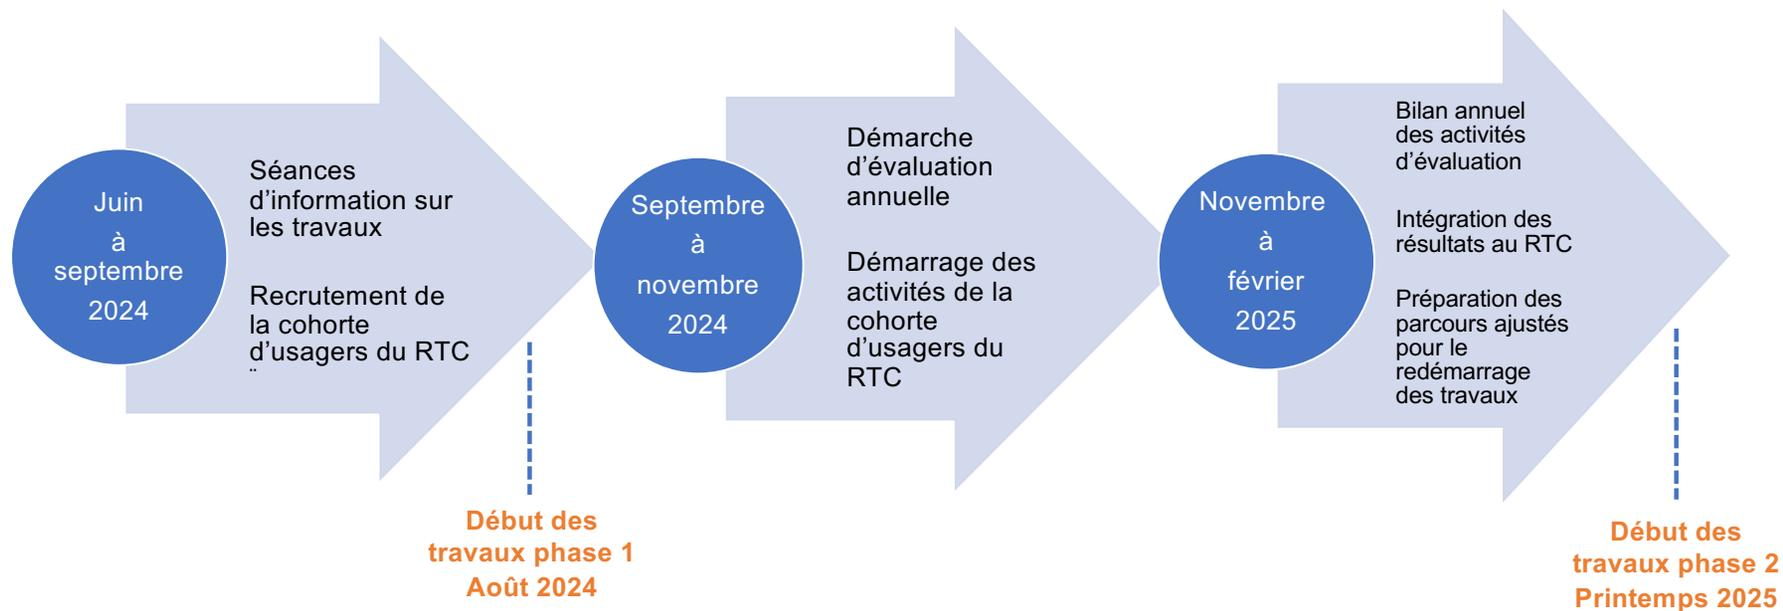 Juin
à
septembre
2024
Séances
d’information sur
les travaux
Recrutement de
la cohorte
d’usagers du RTC
¨
Début des
travaux phase 1
Août 2024
Septembre
à
novembre
2024
Démarche
d’évaluation
annuelle
Démarrage des
activités de la
cohorte
d’usagers du
RTC
Novembre
à
février
2025
Bilan annuel
des activités
d’évaluation
Intégration des
résultats au RTC
Préparation des
parcours ajustés
pour le
redémarrage
des travaux
Début des
travaux phase 2
Printemps 2025